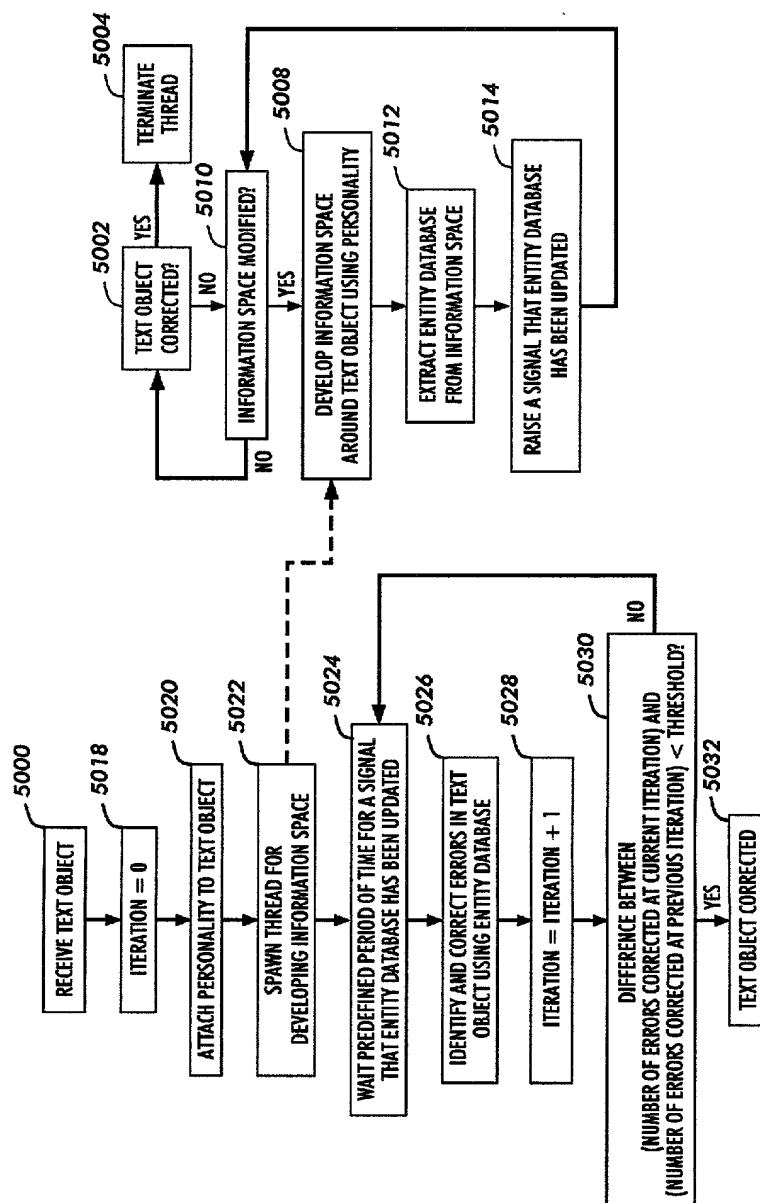 5000
RECEIVE TEXT OBJECT
5018
ITERATION = 0
5020
ATTACH PERSONALITY TO TEXT OBJECT
5022
SPAWN THREAD FOR
DEVELOPING INFORMATION SPACE
5024
WAIT PREDEFINED PERIOD OF TIME FOR A SIGNAL
THAT ENTITY DATABASE HAS BEEN UPDATED
5026
IDENTIFY AND CORRECT ERRORS IN TEXT
OBJECT USING ENTITY DATABASE
5028
ITERATION = ITERATION + 1
5030
DIFFERENCE BETWEEN
(NUMBER OF ERRORS CORRECTED AT CURRENT ITERATION) AND
(NUMBER OF ERRORS CORRECTED AT PREVIOUS ITERATION) < THRESHOLD?
NO
YES
5032
TEXT OBJECT CORRECTED
5002
TEXT OBJECT
CORRECTED?
YES
5004
TERMINATE
THREAD
NO
5010
INFORMATION SPACE MODIFIED?
NO
YES
5008
DEVELOP INFORMATION SPACE
AROUND TEXT OBJECT USING PERSONALITY
5012
EXTRACT ENTITY DATABASE
FROM INFORMATION SPACE
5014
RAISE A SIGNAL THAT ENTITY DATABASE
HAS BEEN UPDATED